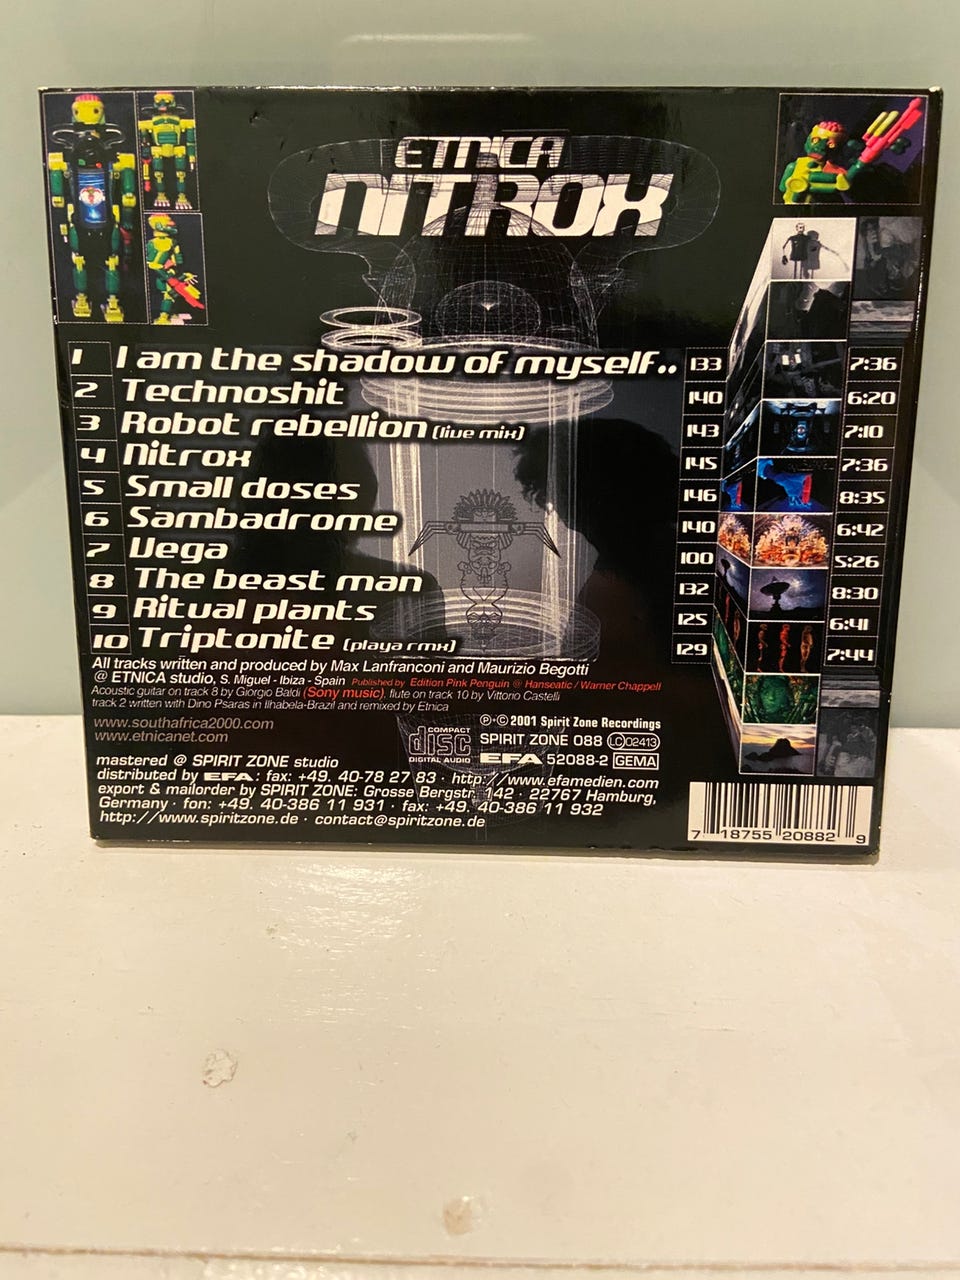 ETNICA
NITROX
1 I am the shadow of myself.. 133 7:36
2 Technoshit 140 6:20
3 Robot rebellion (live mix) 143 7:10
4 Nitrox 145 7:36
5 Small doses 146 8:35
6 Sambadrome 140 6:42
7 Vega 100 5:26
8 The beast man 132 8:30
9 Ritual plants 125 6:41
10 Triptonite (playa rmx) 129 7:44
All tracks written and produced by Max Lanfranconi and Maurizio Begotti
@ ETNICA studio, S. Miguel - Ibiza - Spain Published by Edition Pink Penguin @ Hanseatic / Warner Chappell
Acoustic guitar on track 8 by Giorgio Baldi (Sony music), flute on track 10 by Vittorio Castelli
track 2 written with Dino Psaras in Ilhabela-Brazil and remixed by Etnica
www.southafrica2000.com
www.etnicanet.com
COMPACT
disc
DIGITAL AUDIO
℗·© 2001 Spirit Zone Recordings
SPIRIT ZONE 088 LC02413
EFA 52088-2 GEMA
mastered @ SPIRIT ZONE studio
distributed by EFA: fax: +49. 40-78 27 83 · http://www.efamedien.com
export & mailorder by SPIRIT ZONE: Grosse Bergstr. 142 · 22767 Hamburg,
Germany · fon: +49. 40-386 11 931 · fax: +49. 40-386 11 932
http://www.spiritzone.de · contact@spiritzone.de
7 18755 20882 9